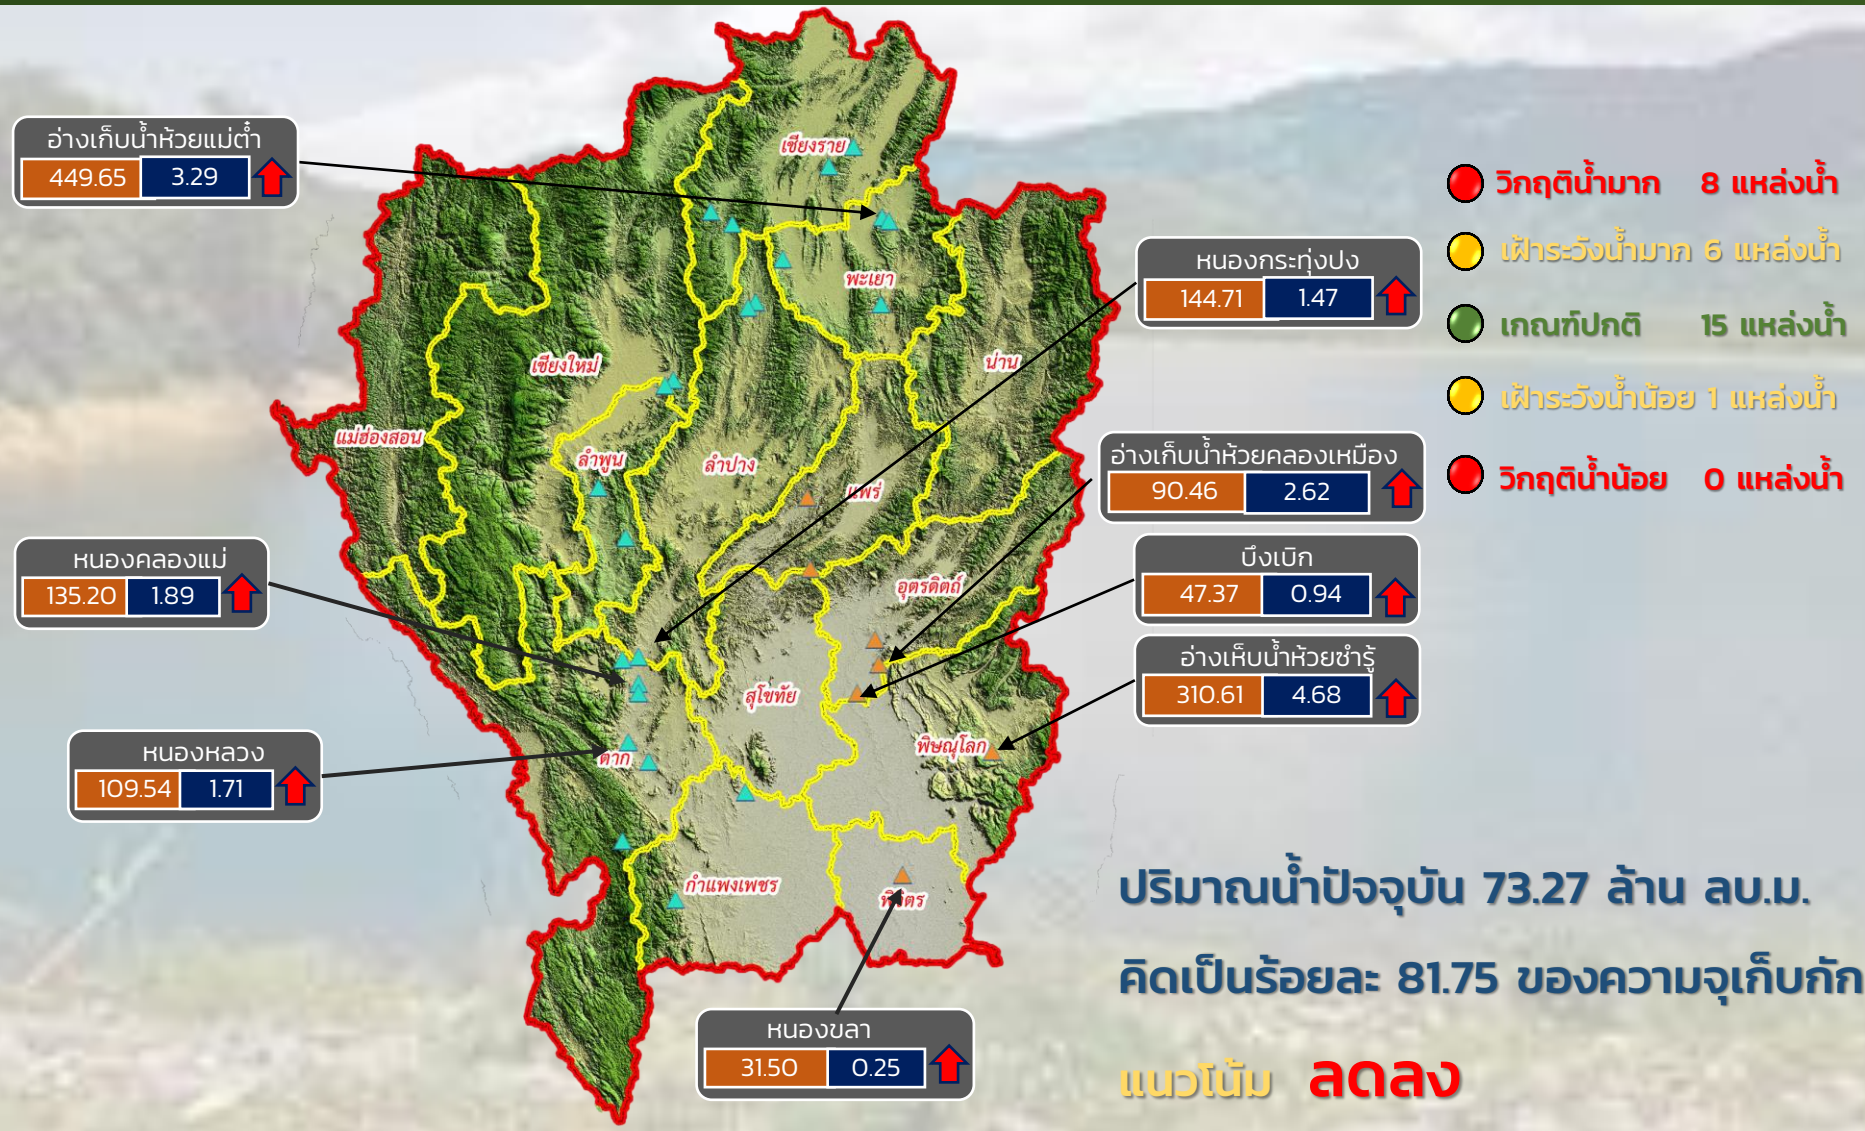 อ่างเก็บน้ำห้วยแม่ต๋ำ
449.65 3.29
หนองคลองแม่
135.20 1.89
หนองหลวง
109.54 1.71
เชียงราย
พะเยา
น่าน
เชียงใหม่
แม่ฮ่องสอน
ลำพูน
ลำปาง
แพร่
อุตรดิตถ์
สุโขทัย
ตาก
พิษณุโลก
กำแพงเพชร
พิจิตร
หนองกระทุ่งปง
144.71 1.47
อ่างเก็บน้ำห้วยคลองเหมือง
90.46 2.62
บึงเบิก
47.37 0.94
อ่างเห็บน้ำห้วยซำรู้
310.61 4.68
หนองขลา
31.50 0.25
วิกฤติน้ำมาก 8 แหล่งน้ำ
เฝ้าระวังน้ำมาก 6 แหล่งน้ำ
เกณฑ์ปกติ 15 แหล่งน้ำ
เฝ้าระวังน้ำน้อย 1 แหล่งน้ำ
วิกฤติน้ำน้อย 0 แหล่งน้ำ
ปริมาณน้ำปัจจุบัน 73.27 ล้าน ลบ.ม.
คิดเป็นร้อยละ 81.75 ของความจุเก็บกัก
แนวโน้ม ลดลง